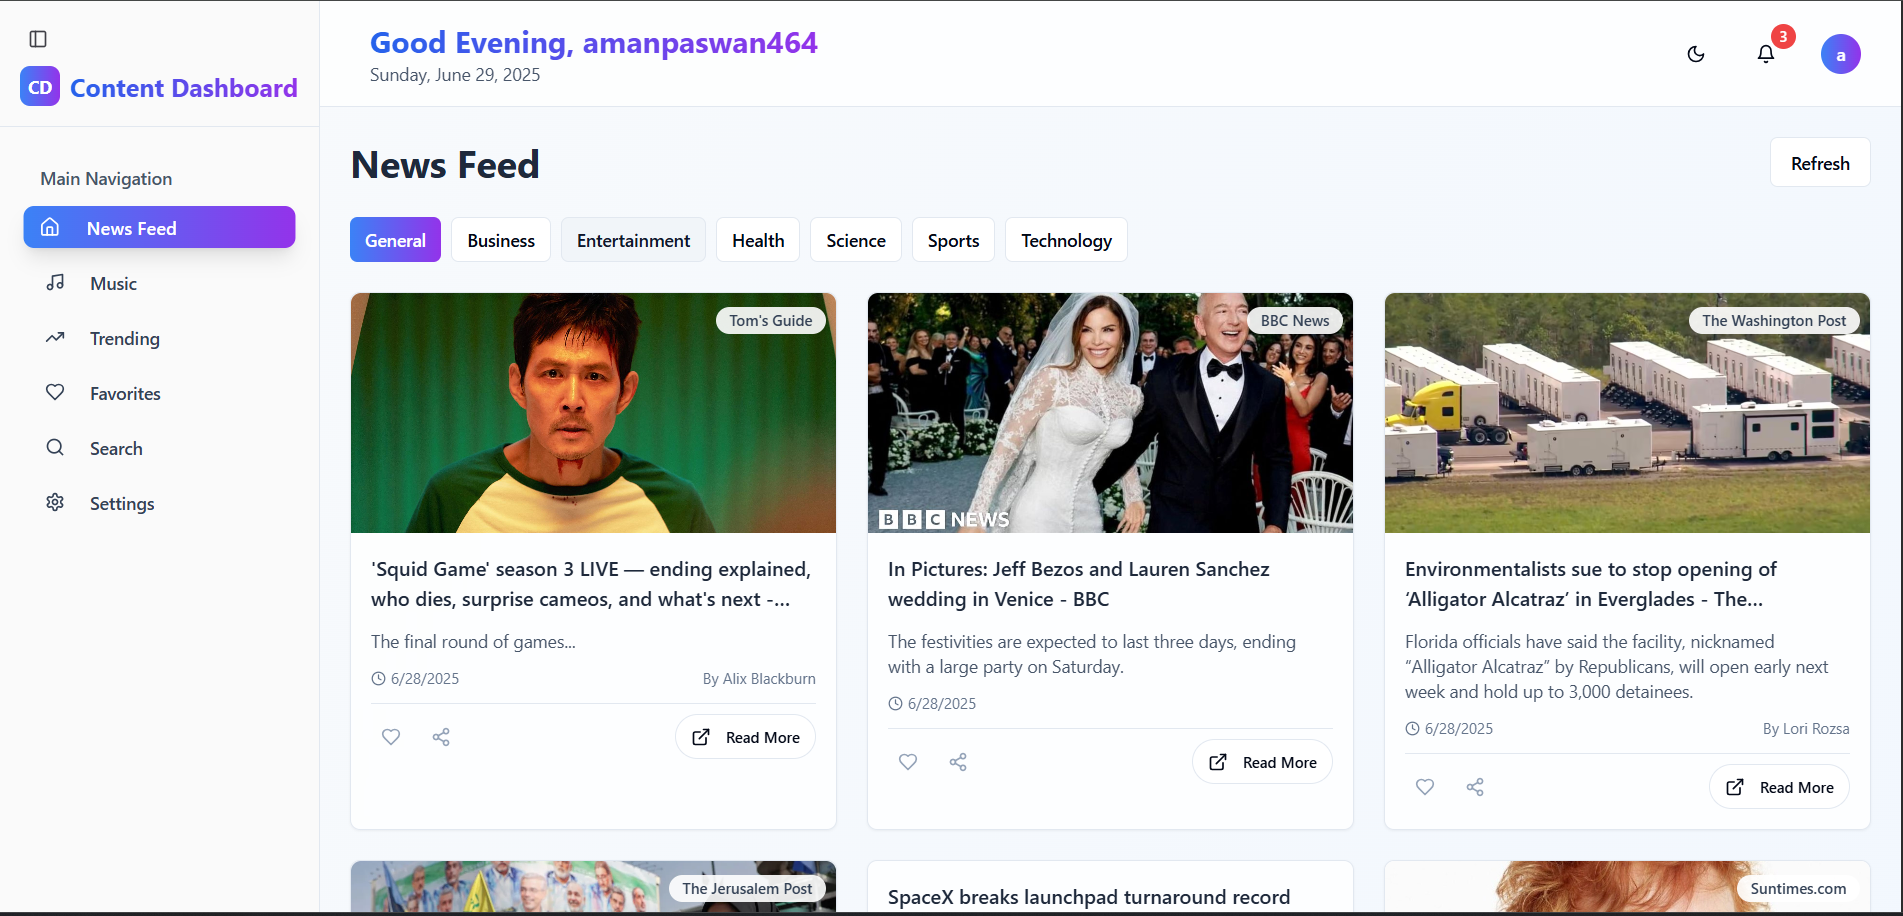 CD Content Dashboard
Main Navigation
News Feed
Music
Trending
Favorites
Search
Settings
Good Evening, amanpaswan464
Sunday, June 29, 2025
3
a
News Feed
Refresh
General
Business
Entertainment
Health
Science
Sports
Technology
Tom's Guide
'Squid Game' season 3 LIVE — ending explained,
who dies, surprise cameos, and what's next -...
The final round of games...
6/28/2025
By Alix Blackburn
Read More
BBC News
BBC NEWS
In Pictures: Jeff Bezos and Lauren Sanchez
wedding in Venice - BBC
The festivities are expected to last three days, ending
with a large party on Saturday.
6/28/2025
Read More
The Washington Post
Environmentalists sue to stop opening of
‘Alligator Alcatraz’ in Everglades - The...
Florida officials have said the facility, nicknamed
“Alligator Alcatraz” by Republicans, will open early next
week and hold up to 3,000 detainees.
6/28/2025
By Lori Rozsa
Read More
The Jerusalem Post
SpaceX breaks launchpad turnaround record
Suntimes.com